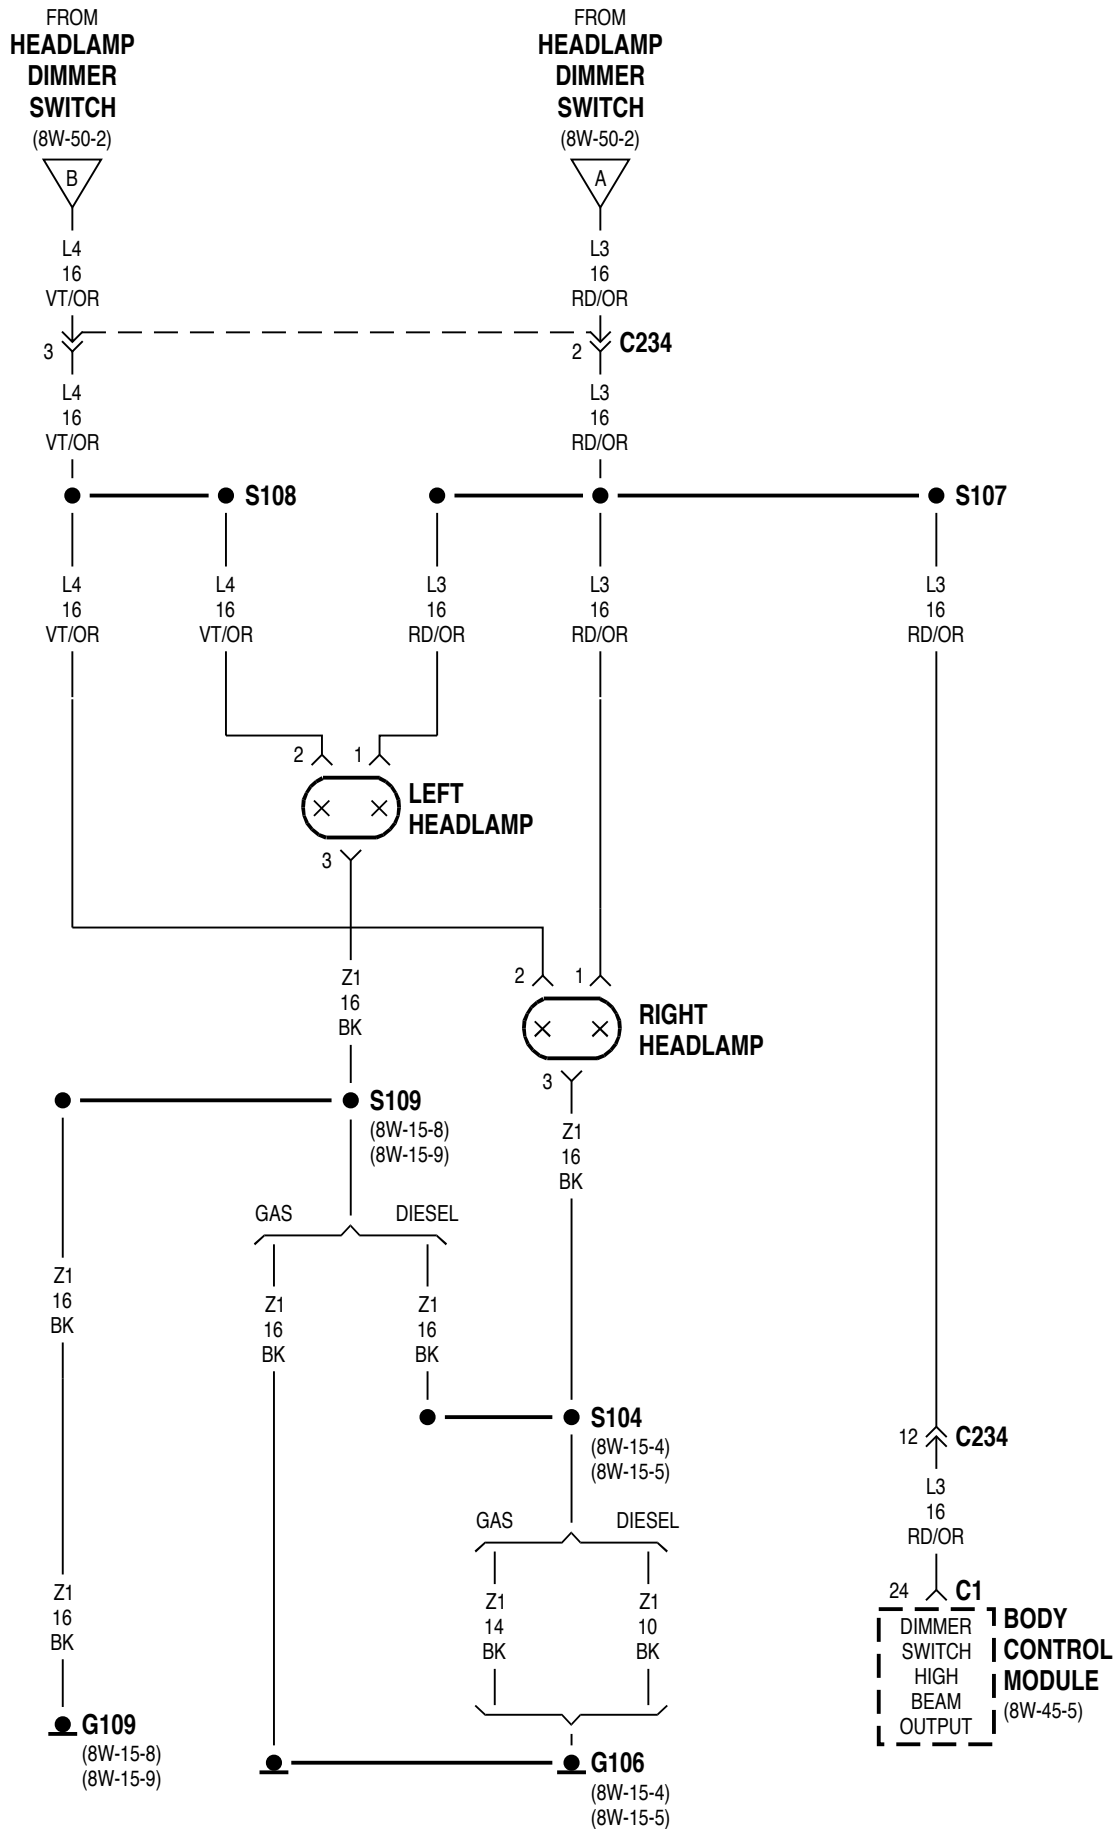 FROM
HEADLAMP
DIMMER
SWITCH
(8W-50-2)
B
FROM
HEADLAMP
DIMMER
SWITCH
(8W-50-2)
A
L4
16
VT/OR
L3
16
RD/OR
3
2
C234
L4
16
VT/OR
L3
16
RD/OR
S108
S107
L4
16
VT/OR
L4
16
VT/OR
L3
16
RD/OR
L3
16
RD/OR
L3
16
RD/OR
2
1
LEFT
HEADLAMP
3
Z1
16
BK
2
1
RIGHT
HEADLAMP
3
Z1
16
BK
S109
(8W-15-8)
(8W-15-9)
GAS
DIESEL
Z1
16
BK
Z1
16
BK
Z1
16
BK
S104
(8W-15-4)
(8W-15-5)
12
C234
L3
16
RD/OR
GAS
DIESEL
Z1
14
BK
Z1
10
BK
Z1
16
BK
24
C1
DIMMER
SWITCH
HIGH
BEAM
OUTPUT
BODY
CONTROL
MODULE
(8W-45-5)
G109
(8W-15-8)
(8W-15-9)
G106
(8W-15-4)
(8W-15-5)